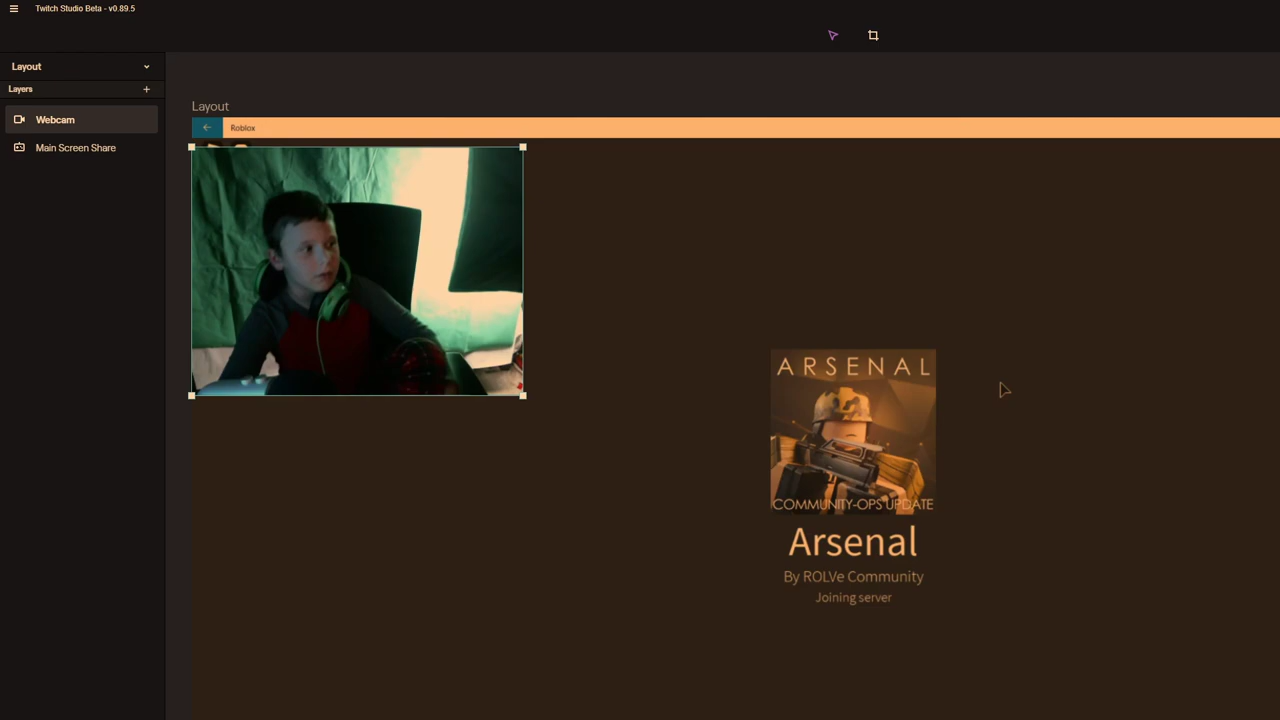 Twitch Studio Beta - v0.89.5
Layout
Layers
Webcam
Main Screen Share
Layout
Roblox
ARSENAL
COMMUNITY-OPS UPDATE
Arsenal
By ROLVe Community
Joining server